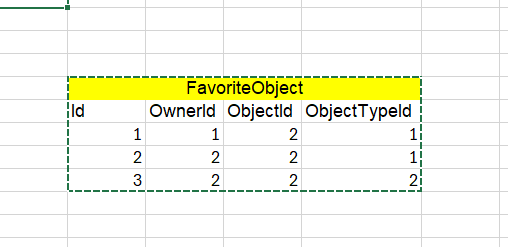 FavoriteObject
Id OwnerId ObjectId ObjectTypeId
1 1 2 1
2 2 2 1
3 2 2 2